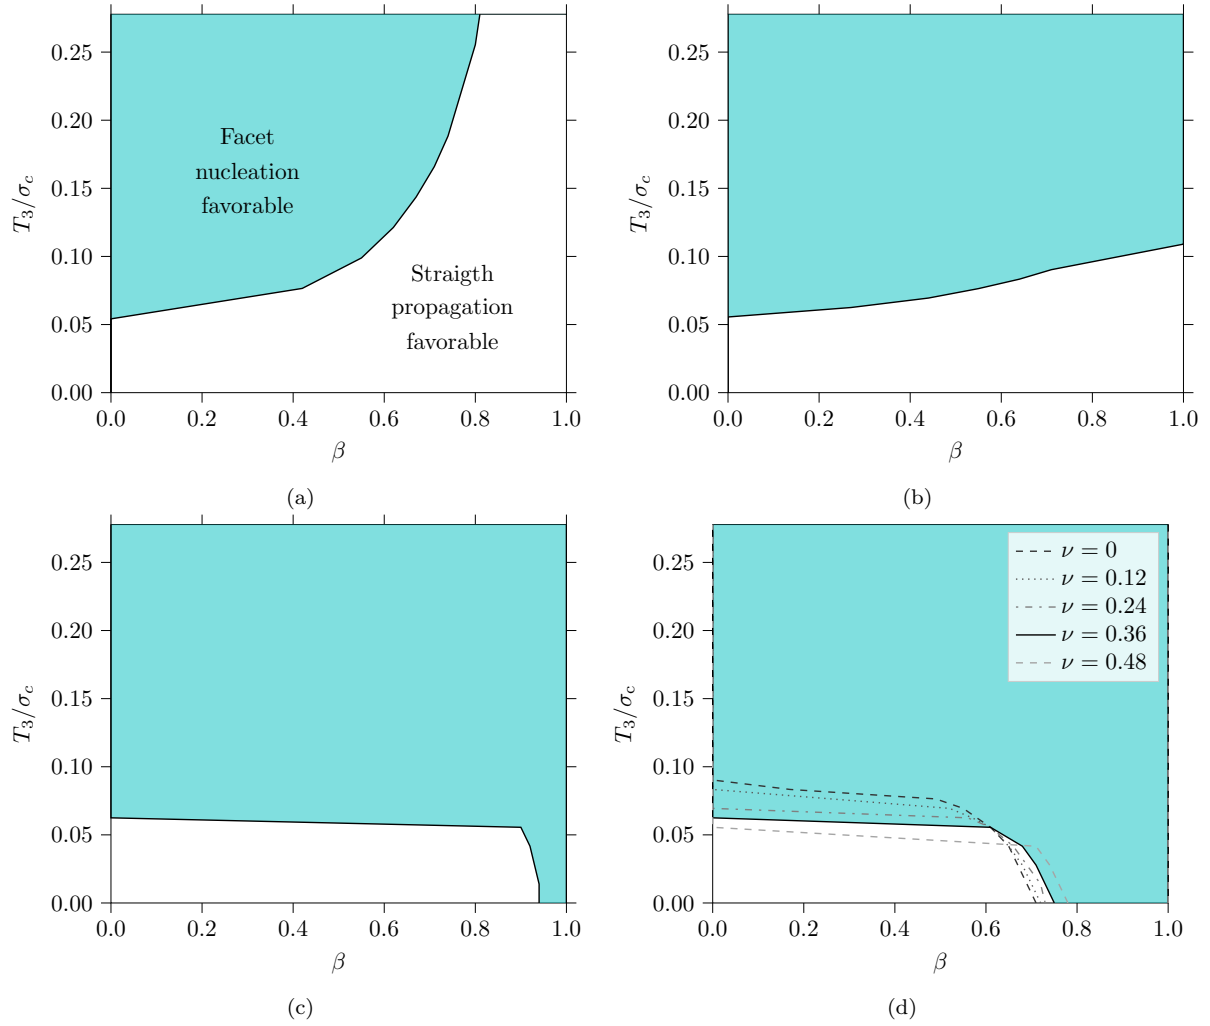 0.25
0.20
0.15
0.10
0.05
0.00
T3/σc
Facet
nucleation
favorable
Straigth
propagation
favorable
0.0 0.2 0.4 0.6 0.8 1.0
β
(a)
0.25
0.20
0.15
0.10
0.05
0.00
T3/σc
0.0 0.2 0.4 0.6 0.8 1.0
β
(b)
0.25
0.20
0.15
0.10
0.05
0.00
T3/σc
0.0 0.2 0.4 0.6 0.8 1.0
β
(c)
0.25
0.20
0.15
0.10
0.05
0.00
T3/σc
ν = 0
ν = 0.12
ν = 0.24
ν = 0.36
ν = 0.48
0.0 0.2 0.4 0.6 0.8 1.0
β
(d)